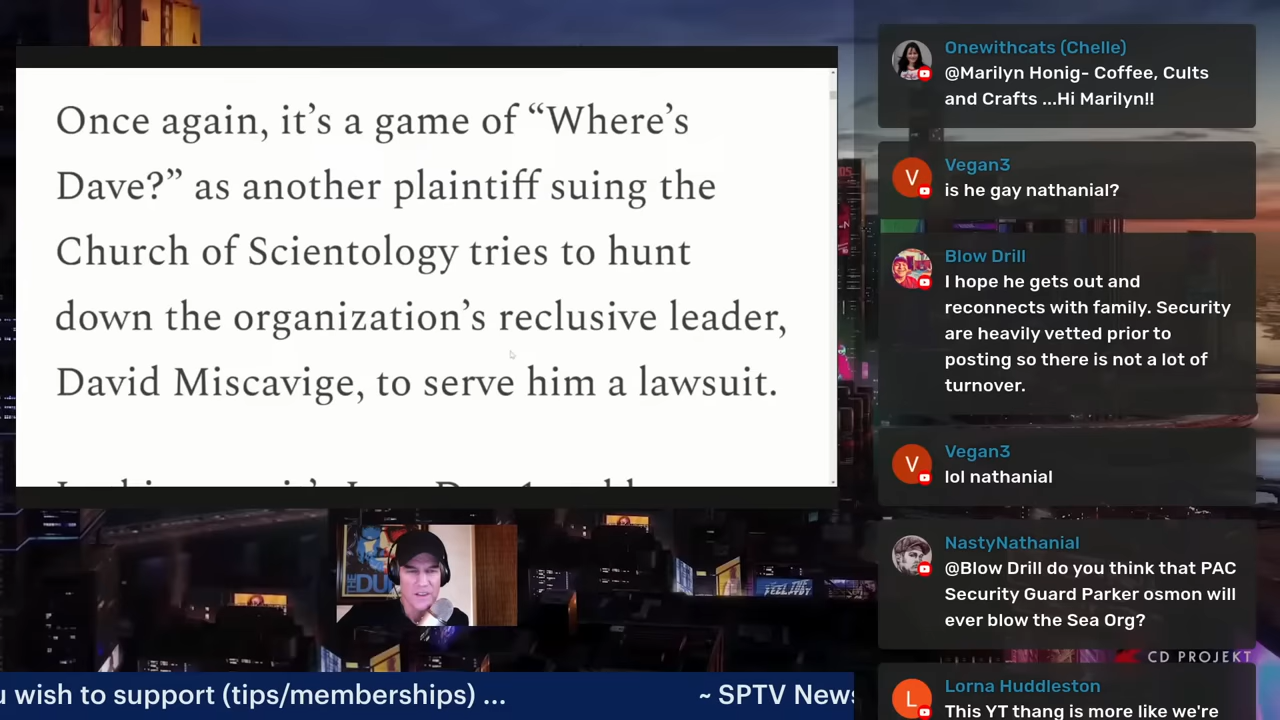 Once again, it’s a game of “Where’s
Dave?” as another plaintiff suing the
Church of Scientology tries to hunt
down the organization’s reclusive leader,
David Miscavige, to serve him a lawsuit.
Onewithcats (Chelle)
@Marilyn Honig- Coffee, Cults
and Crafts ...Hi Marilyn!!
V
Vegan3
is he gay nathanial?
Blow Drill
I hope he gets out and
reconnects with family. Security
are heavily vetted prior to
posting so there is not a lot of
turnover.
V
Vegan3
lol nathanial
NastyNathanial
@Blow Drill do you think that PAC
Security Guard Parker osmon will
ever blow the Sea Org?
CD PROJEKT
L
Lorna Huddleston
This YT thang is more like we're
THE
DU
wish to support (tips/memberships) ...
~ SPTV News